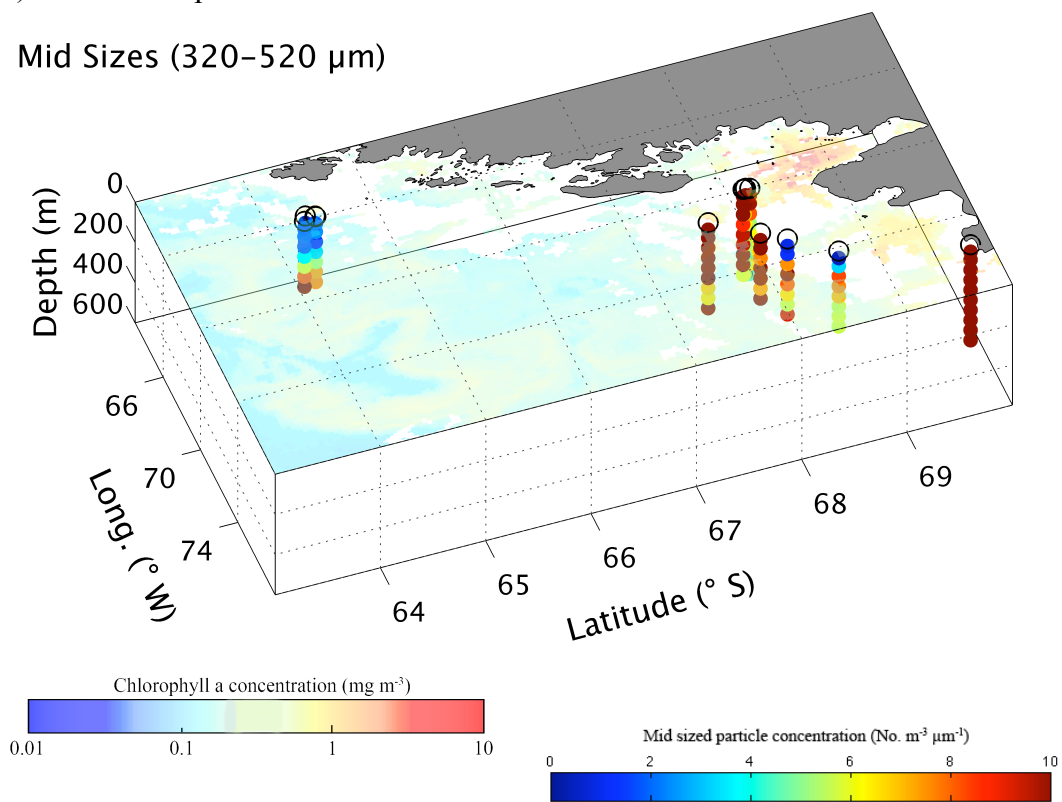 Mid Sizes (320–520 µm)
Depth (m)
0
200
400
600
66
70
74
Long. (° W)
64
65
66
67
68
69
Latitude (° S)
Chlorophyll a concentration (mg m-3)
0.01 0.1 1 10
Mid sized particle concentration (No. m-3 µm-1)
0 2 4 6 8 10